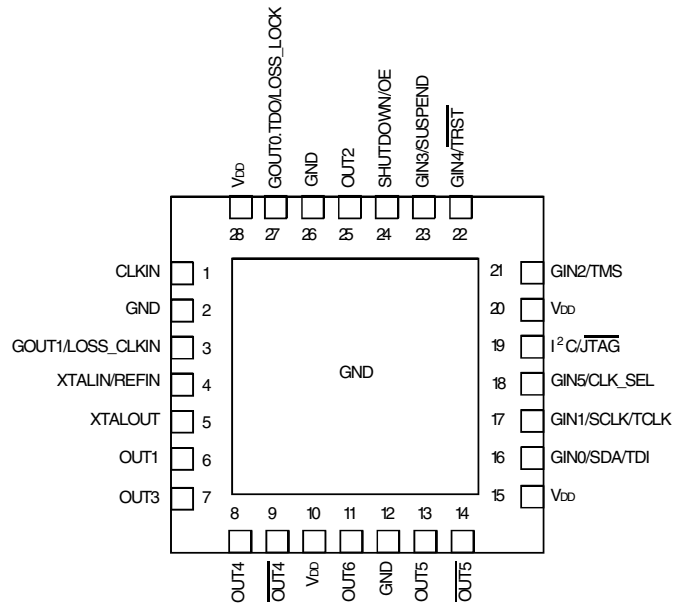 VDD
GOUT0.TDO/LOSS_LOCK
GND
OUT2
SHUTDOWN/OE
GIN3/SUSPEND
GIN4/TRST
28 27 26 25 24 23 22
CLKIN 1
GND 2
GOUT1/LOSS_CLKIN 3
XTALIN/REFIN 4
XTALOUT 5
OUT1 6
OUT3 7
GND
21 GIN2/TMS
20 VDD
19 I²C/JTAG
18 GIN5/CLK_SEL
17 GIN1/SCLK/TCLK
16 GIN0/SDA/TDI
15 VDD
8 9 10 11 12 13 14
OUT4
OUT4
VDD
OUT6
GND
OUT5
OUT5